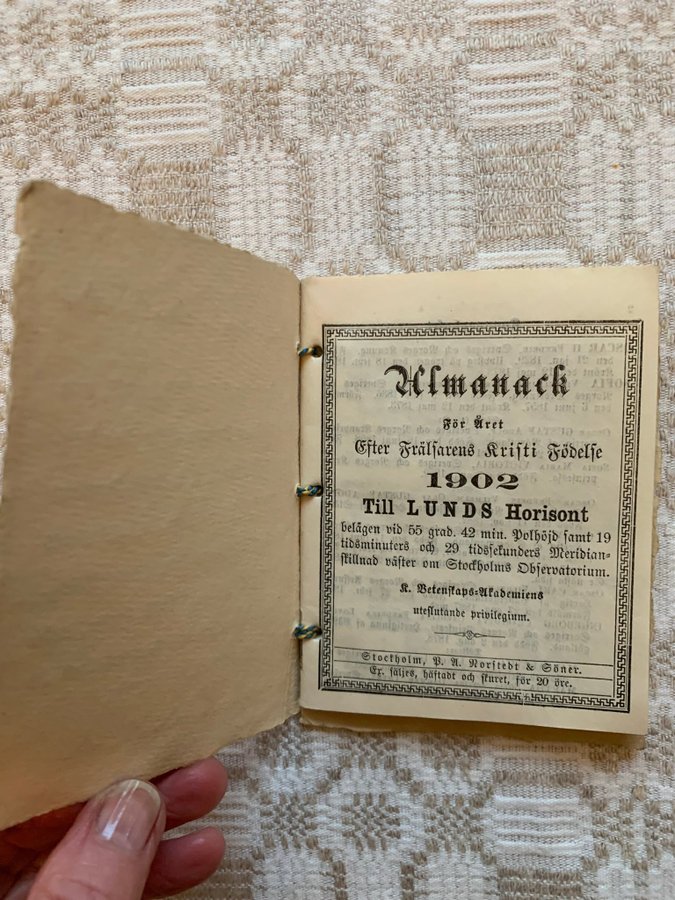 Almanack
För Året
Efter Frälsarens Kristi Födelse
1902
Till LUNDS Horisont
belägen vid 55 grad. 42 min. Polhöjd samt 19
tidsminuters och 29 tidssekunders Meridian-
skillnad väster om Stockholms Observatorium.
K. Vetenskaps-Akademiens
uteslutande privilegium.
Stockholm, P. A. Norstedt & Söner.
Ex. säljes, häftadt och skuret, för 20 öre.